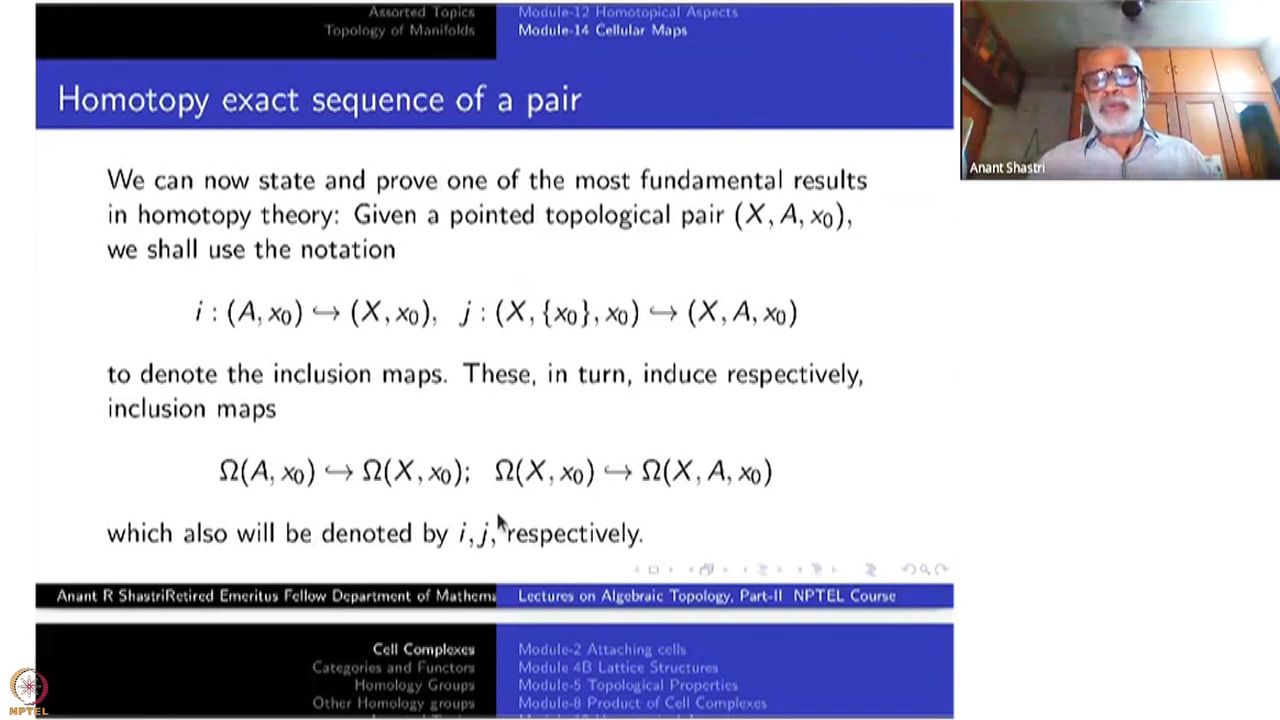 Assorted Topics
Topology of Manifolds
Module-12 Homotopical Aspects
Module-14 Cellular Maps
Homotopy exact sequence of a pair
We can now state and prove one of the most fundamental results
in homotopy theory: Given a pointed topological pair (X, A, x₀),
we shall use the notation
i : (A, x₀) ↪ (X, x₀), j : (X, {x₀}, x₀) ↪ (X, A, x₀)
to denote the inclusion maps. These, in turn, induce respectively,
inclusion maps
Ω(A, x₀) ↪ Ω(X, x₀); Ω(X, x₀) ↪ Ω(X, A, x₀)
which also will be denoted by i, j, respectively.
Anant R ShastriRetired Emeritus Fellow Department of Mathema
Lectures on Algebraic Topology, Part-II NPTEL Course
Cell Complexes
Categories and Functors
Homology Groups
Other Homology groups
Module-2 Attaching cells
Module 4B Lattice Structures
Module-5 Topological Properties
Module-8 Product of Cell Complexes
Anant Shastri
NPTEL